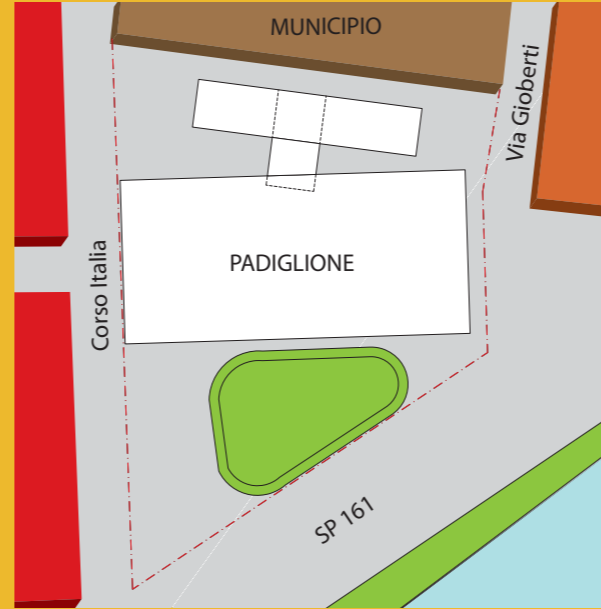 MUNICIPIO
Via Gioberti
PADIGLIONE
Corso Italia
SP 161